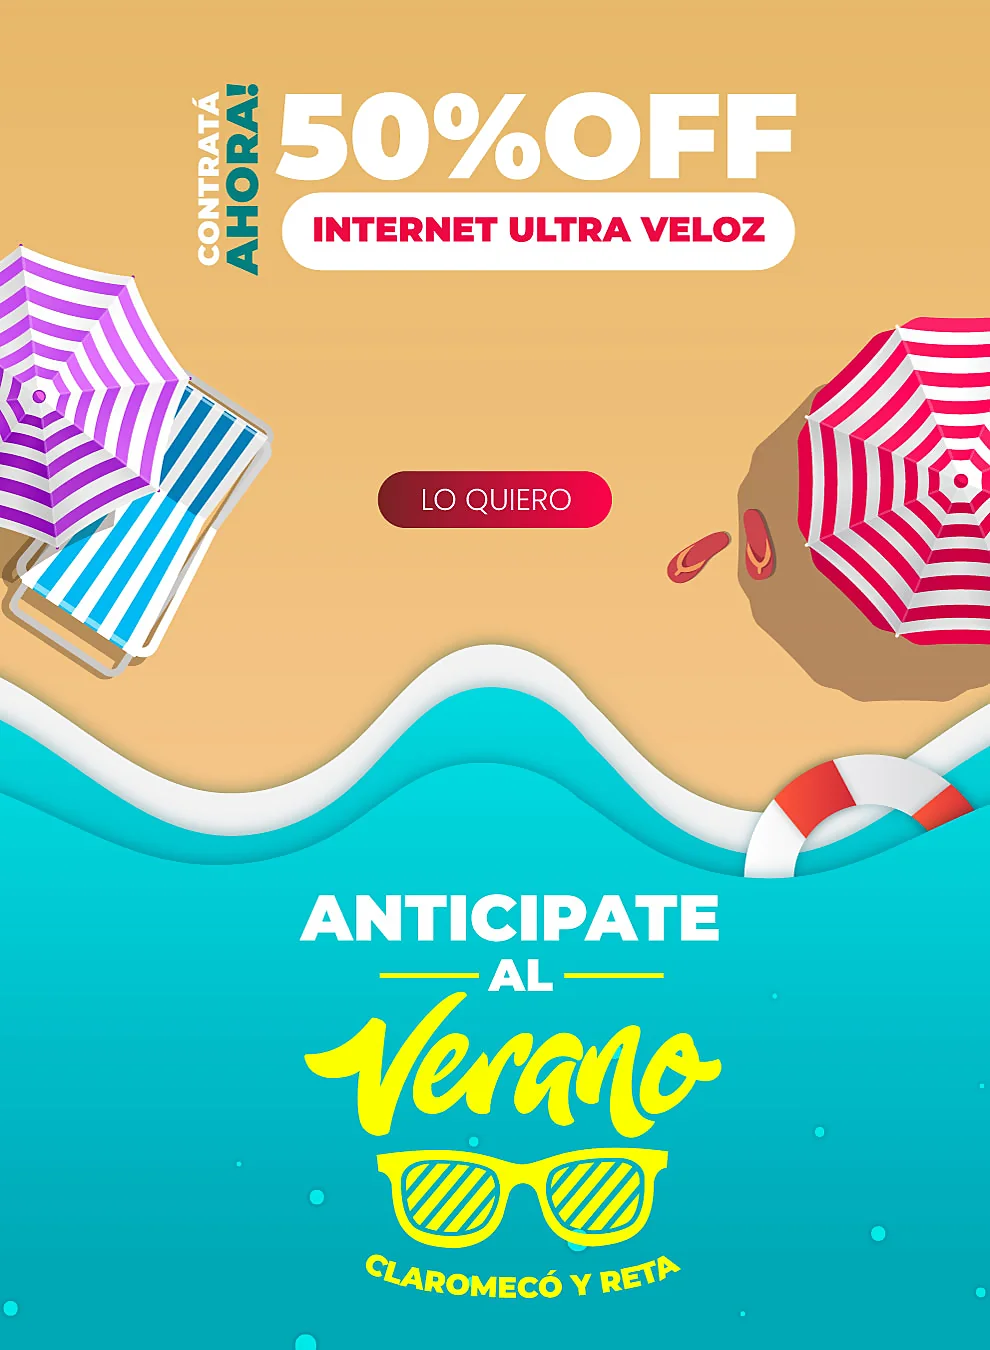 CONTRATÁ
AHORA!
50%OFF
INTERNET ULTRA VELOZ
LO QUIERO
ANTICIPATE
AL
Verano
CLAROMECÓ Y RETA